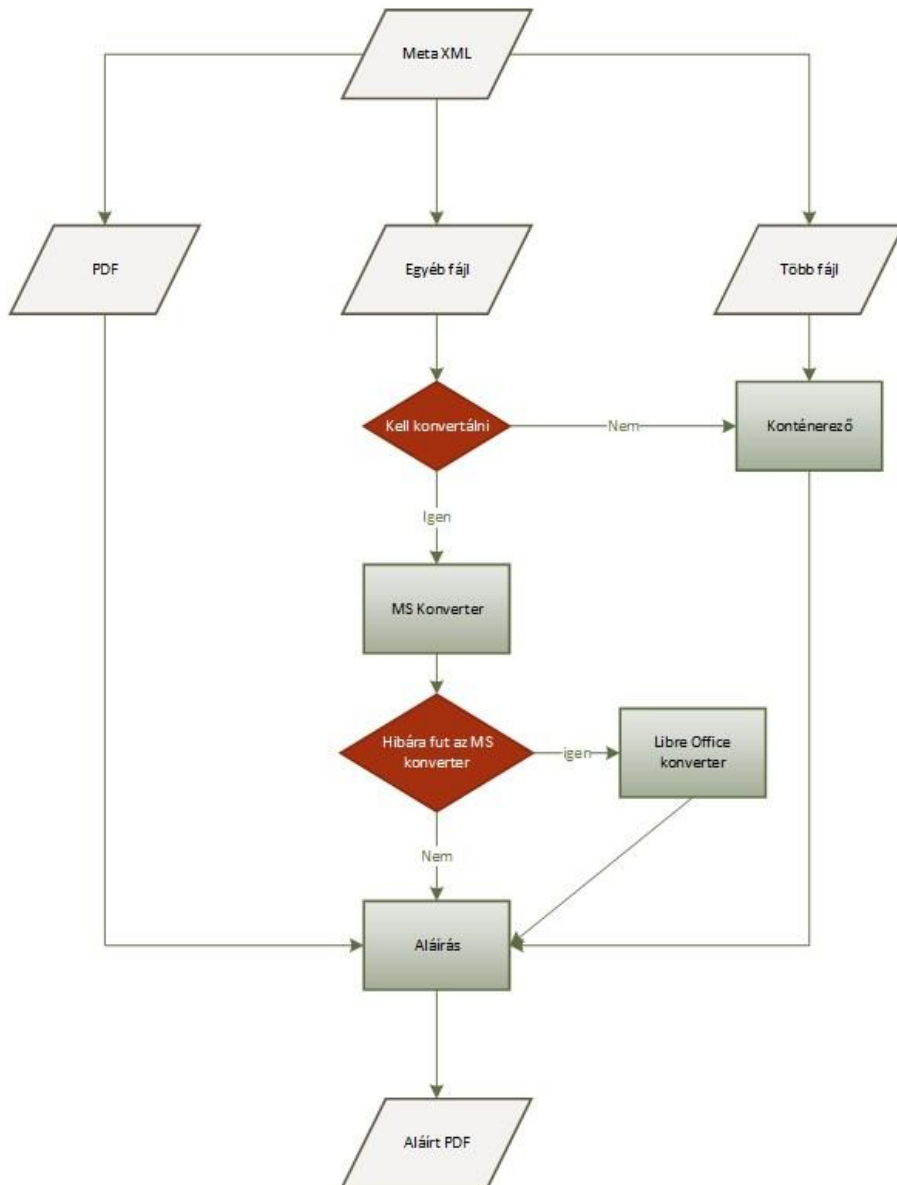 Meta XML
PDF
Egyéb fájl
Több fájl
Kell konvertálni
Nem
Konténerező
Igen
MS Konverter
Hibára fut az MS
konverter
igen
Libre Office
konverter
Nem
Aláírás
Aláírt PDF